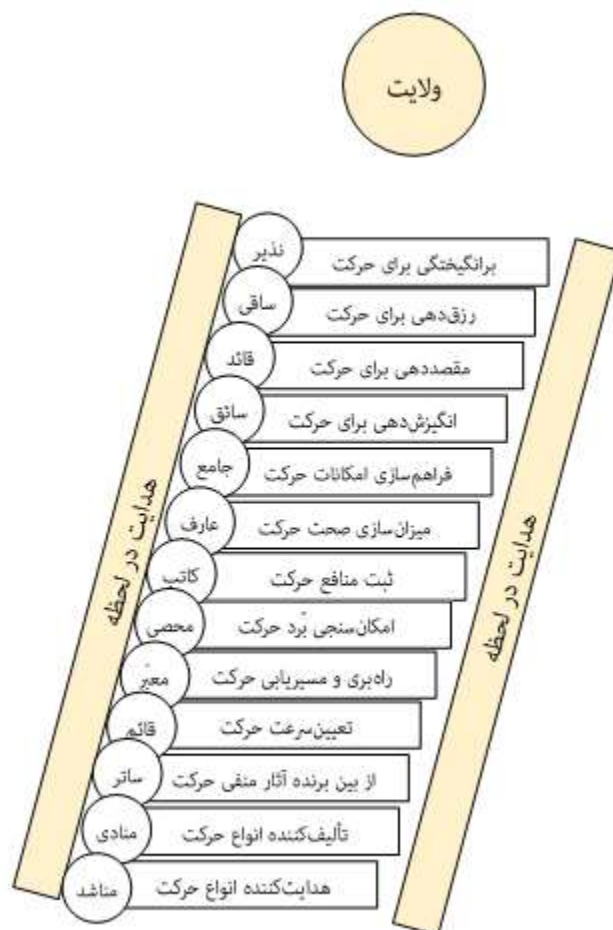 ولایت
نذیر
برانگیختگی برای حرکت
ساقی
رزق‌دهی برای حرکت
قائد
مقصددهی برای حرکت
سائق
انگیزش‌دهی برای حرکت
جامع
فراهم‌سازی امکانات حرکت
عارف
میزان‌سازی صحت حرکت
کاتب
ثبت منافع حرکت
محصی
امکان‌سنجی بُرد حرکت
معبّر
راه‌بری و مسیریابی حرکت
قائم
تعیین‌سرعت حرکت
ساتر
از بین برنده آثار منفی حرکت
منادی
تألیف‌کننده انواع حرکت
مناشد
هدایت‌کننده انواع حرکت
هدایت در لحظه
هدایت در لحظه